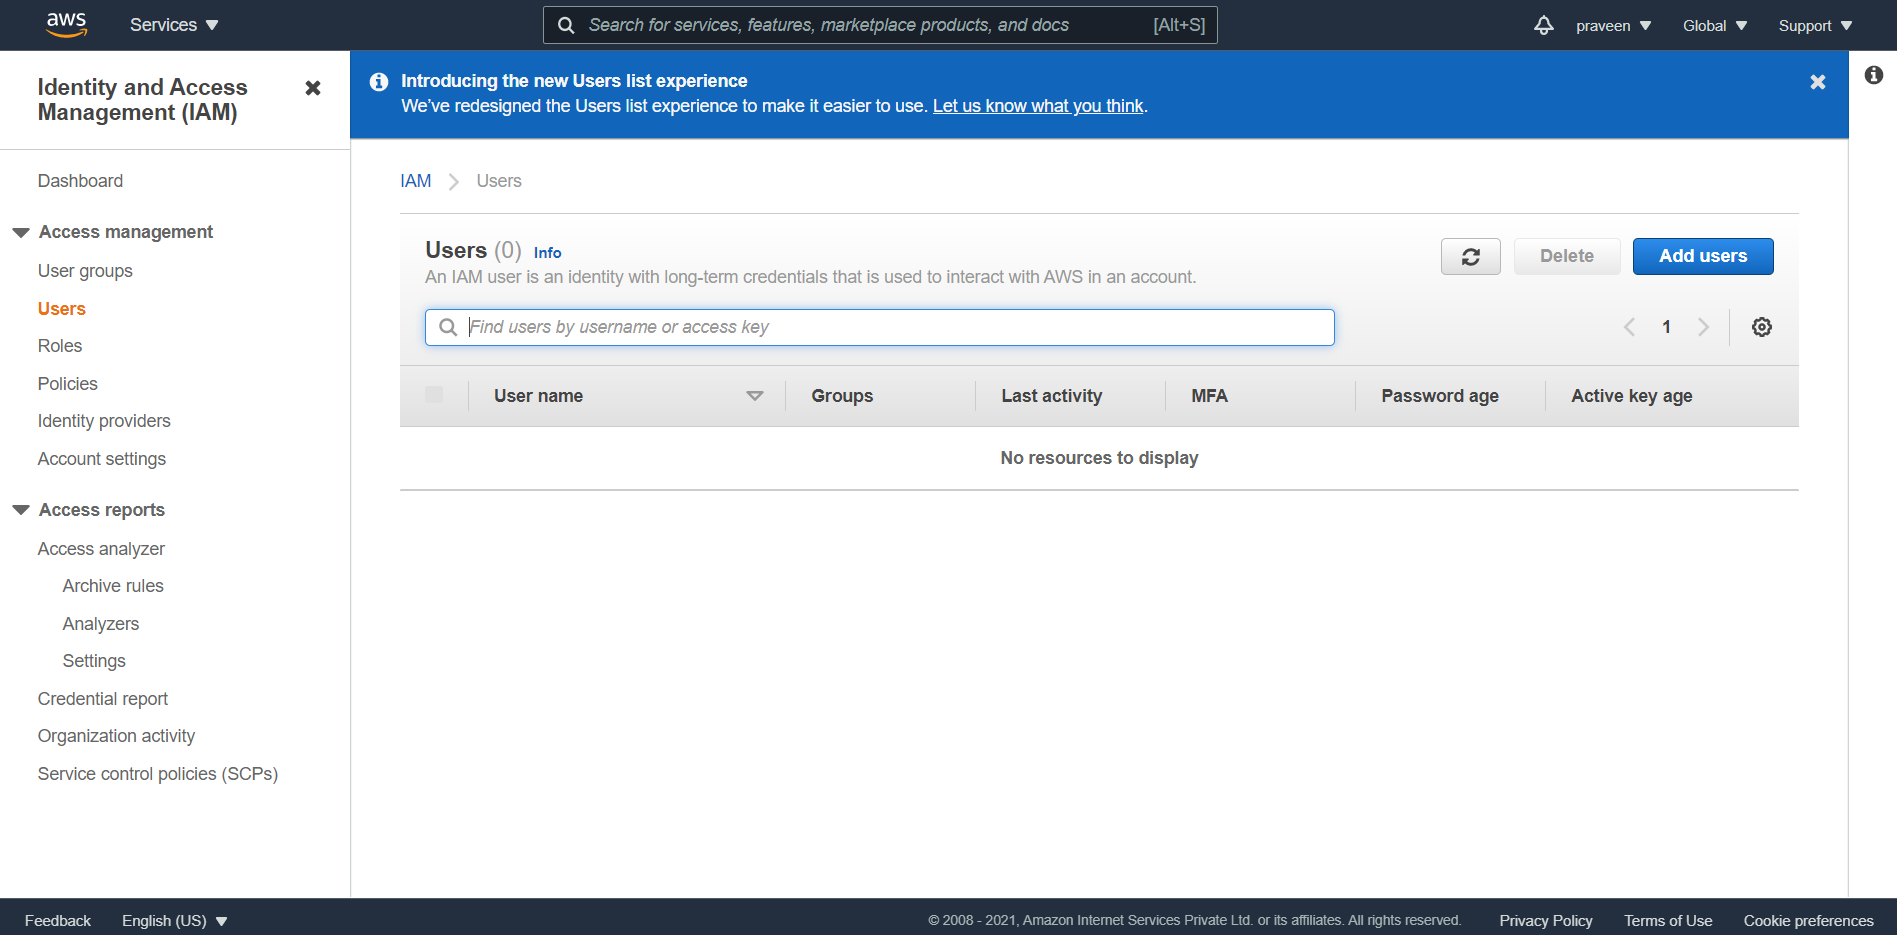 aws
Services
Search for services, features, marketplace products, and docs
[Alt+S]
praveen
Global
Support
Identity and Access
Management (IAM)
Dashboard
Access management
User groups
Users
Roles
Policies
Identity providers
Account settings
Access reports
Access analyzer
Archive rules
Analyzers
Settings
Credential report
Organization activity
Service control policies (SCPs)
Introducing the new Users list experience
We've redesigned the Users list experience to make it easier to use. Let us know what you think.
IAM
Users
Users (0) Info
An IAM user is an identity with long-term credentials that is used to interact with AWS in an account.
Delete
Add users
Find users by username or access key
1
User name
Groups
Last activity
MFA
Password age
Active key age
No resources to display
Feedback
English (US)
© 2008 - 2021, Amazon Internet Services Private Ltd. or its affiliates. All rights reserved.
Privacy Policy
Terms of Use
Cookie preferences